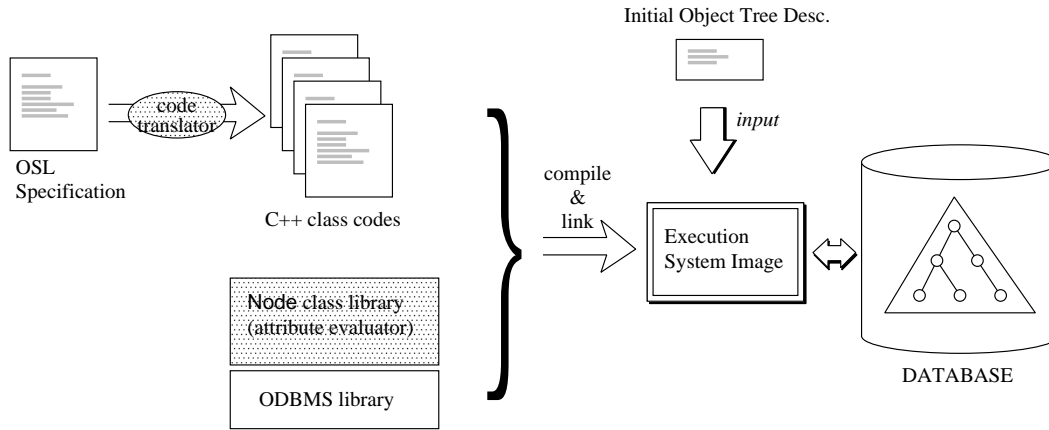 Initial Object Tree Desc.
code
translator
OSL
Specification
C++ class codes
input
compile
&
link
Execution
System Image
Node class library
(attribute evaluator)
ODBMS library
DATABASE